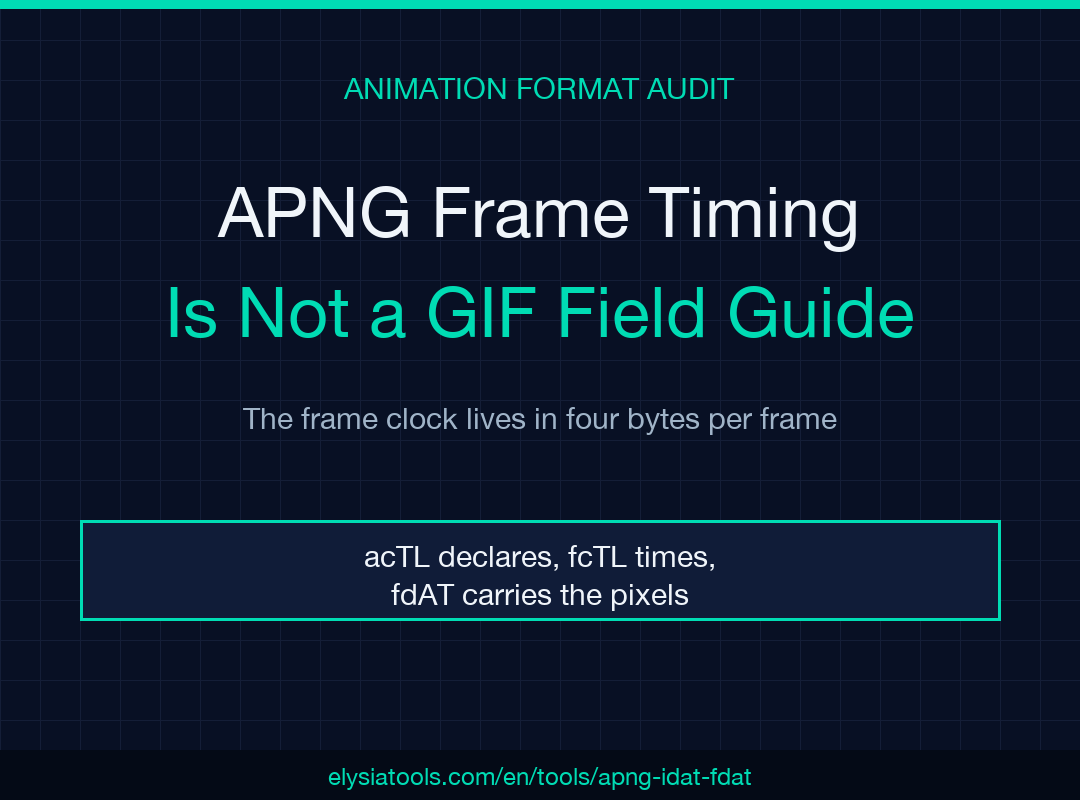 ANIMATION FORMAT AUDIT
APNG Frame Timing
Is Not a GIF Field Guide
The frame clock lives in four bytes per frame
acTL declares, fcTL times,
fdAT carries the pixels
elysiatools.com/en/tools/apng-idat-fdat